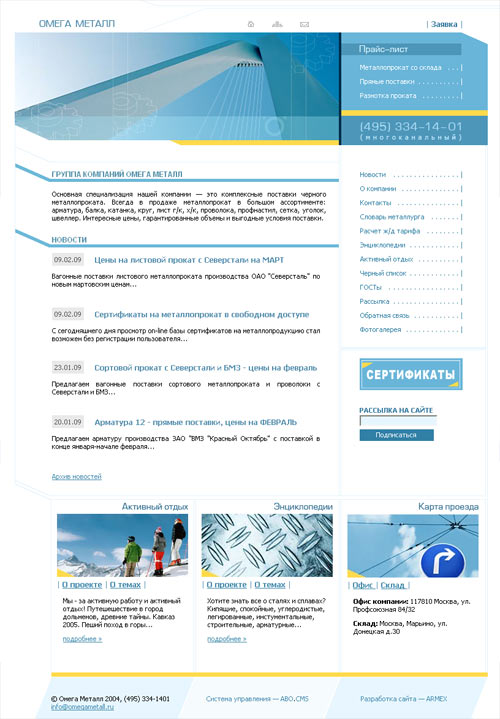 ОМЕГА МЕТАЛЛ
| Заявка |
Прайс-лист
Металлопрокат со склада . . . |
Прямые поставки . . . . . . . . . . |
Размотка проката . . . . . . . . . |
(495) 334-14-01
(многоканальный)
ГРУППА КОМПАНИЙ ОМЕГА МЕТАЛЛ
Основная специализация нашей компании — это комплексные поставки черного
металлопроката. Всегда в продаже металлопрокат в большом ассортименте:
арматура, балка, катанка, круг, лист г/к, х/к, проволока, профнастил, сетка, уголок,
швеллер. Интересные цены, гарантированные объемы и выгодные условия поставки.
НОВОСТИ
09.02.09 Цены на листовой прокат с Северстали на МАРТ
Вагонные поставки листового металлопроката производства ОАО "Северсталь" по
новым мартовским ценам...
09.02.09 Сертификаты на металлопрокат в свободном доступе
С сегодняшнего дня просмотр on-line базы сертификатов на металлопродукцию стал
возможен без регистрации пользователя...
23.01.09 Сортовой прокат с Северстали и БМЗ - цены на февраль
Предлагаем вагонные поставки сортового металлопроката и проволоки с
Северстали и БМЗ...
20.01.09 Арматура 12 - прямые поставки, цены на ФЕВРАЛЬ
Предлагаем арматуру производства ЗАО "ВМЗ "Красный Октябрь" с поставкой в
конце января-начале февраля...
Архив новостей
Новости . . . . . . . . . . . . . . . . |
О компании . . . . . . . . . . . . . |
Контакты . . . . . . . . . . . . . . |
Словарь металлурга . . . . . . . |
Расчет ж/д тарифа . . . . . . . . |
Энциклопедии . . . . . . . . . . . |
Активный отдых . . . . . . . . . . |
Черный список . . . . . . . . . . . |
ГОСТы . . . . . . . . . . . . . . . . |
Рассылка . . . . . . . . . . . . . . |
Обратная связь . . . . . . . . . . |
Фотогалерея . . . . . . . . . . . . |
СЕРТИФИКАТЫ
РАССЫЛКА НА САЙТЕ
Подписаться
Активный отдых
| О проекте | О темах |
Мы - за активную работу и активный
отдых! Путешествие в город
дольменов, древние тайны. Кавказ
2005. Пеший поход в горы...
подробнее »
Энциклопедии
| О проекте | О темах |
Хотите знать все о сталях и сплавах?
Кипящие, спокойные, углеродистые,
легированные, инструментальные,
строительные, арматурные...
подробнее »
Карта проезда
| Офис | Склад |
Офис компании: 117810 Москва, ул.
Профсоюзная 84/32
Склад: Москва, Марьино, ул.
Донецкая д.30
© Омега Металл 2004, (495) 334-1401
info@omegametall.ru
Система управления — ABO.CMS
Разработка сайта — ARMEX